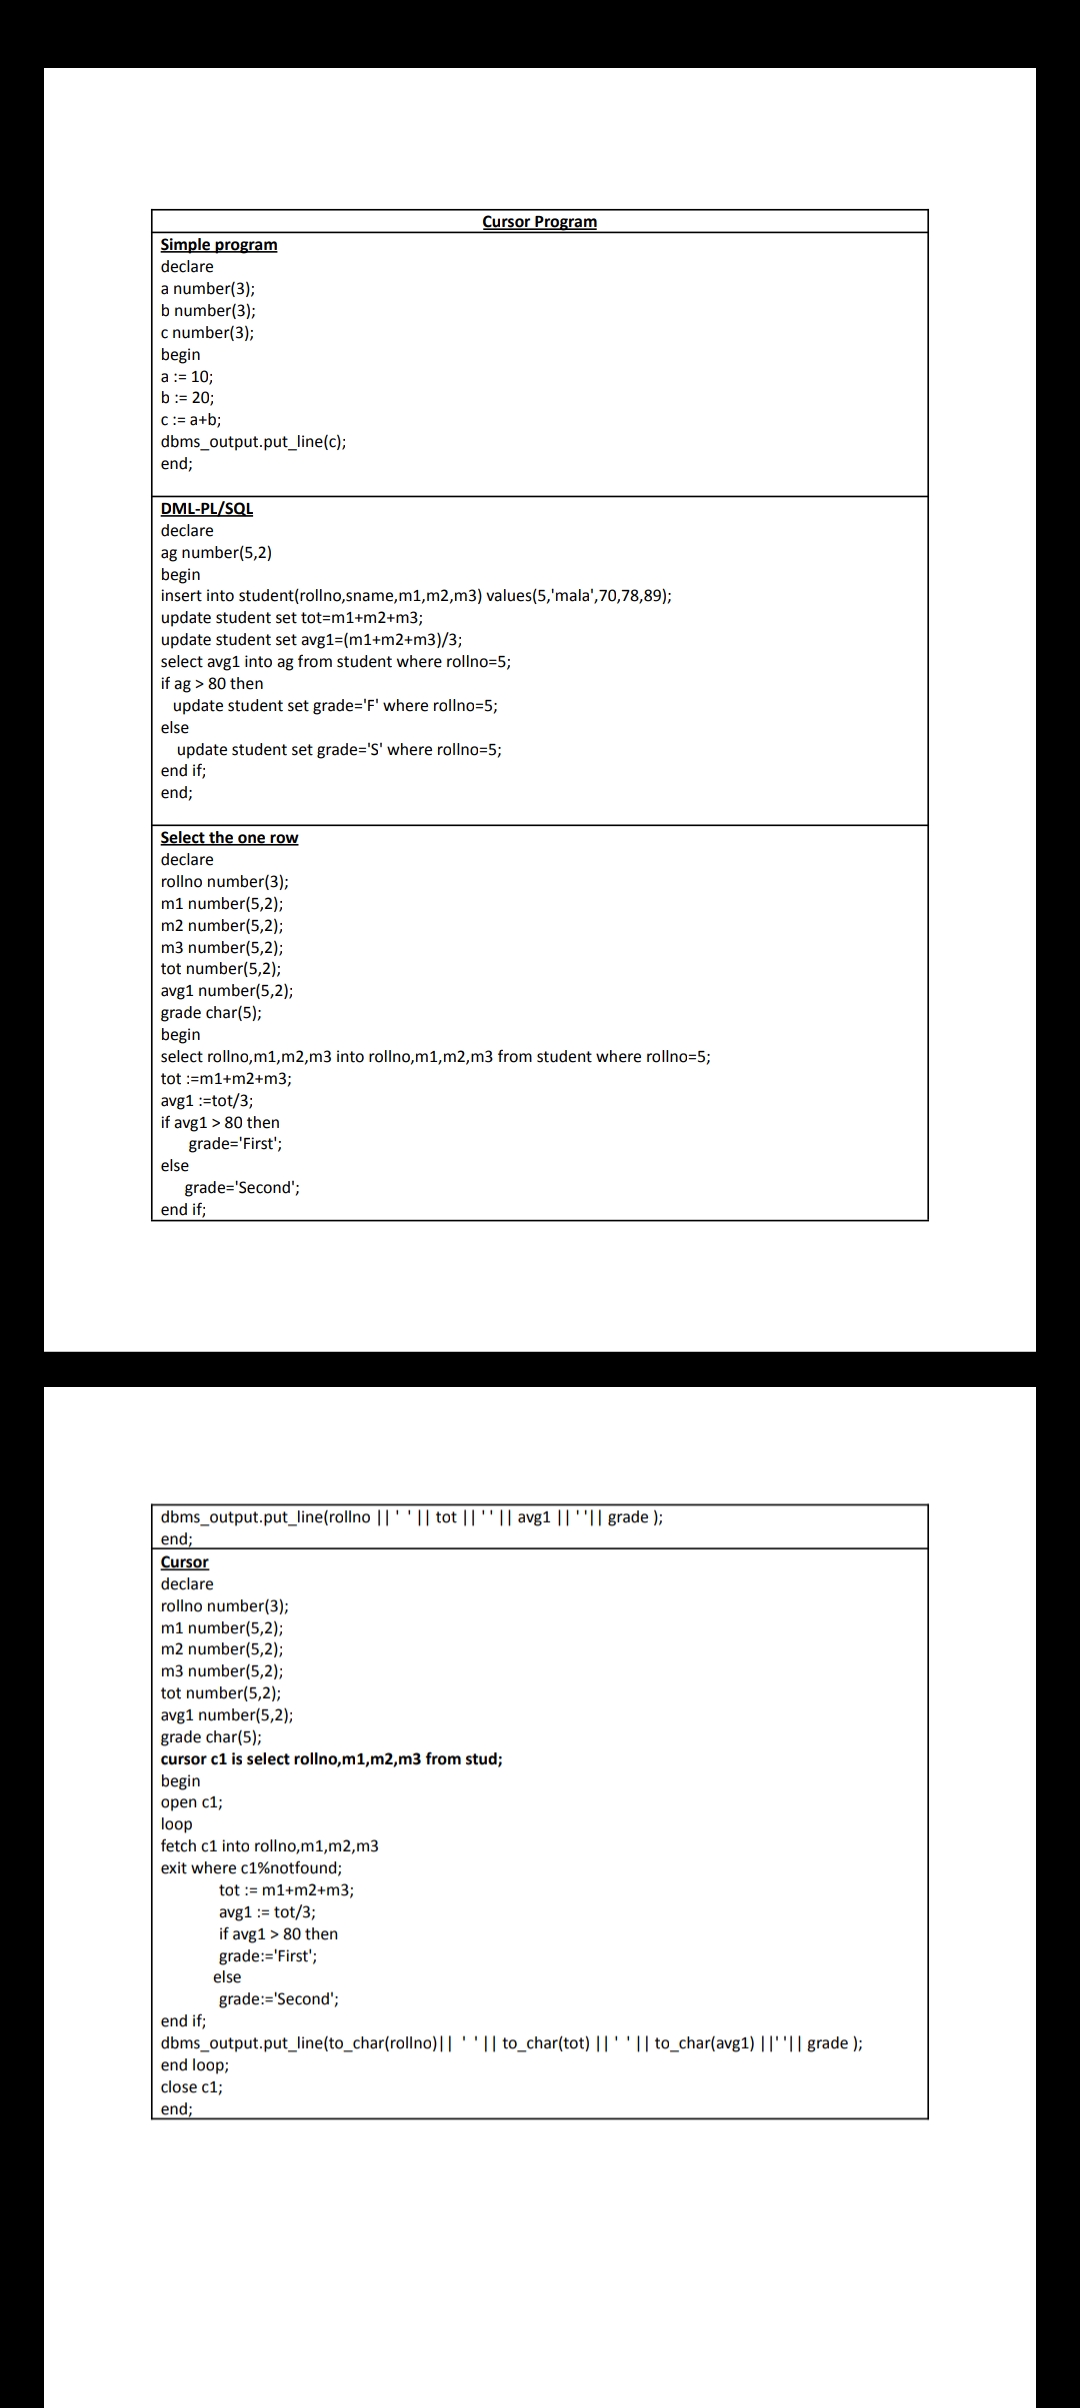 Cursor Program
Simple program
declare
a number(3);
b number(3);
c number(3);
begin
a := 10;
b := 20;
c := a+b;
dbms_output.put_line(c);
end;
DML-PL/SQL
declare
ag number(5,2)
begin
insert into student(rollno,sname,m1,m2,m3) values(5,'mala',70,78,89);
update student set tot=m1+m2+m3;
update student set avg1=(m1+m2+m3)/3;
select avg1 into ag from student where rollno=5;
if ag > 80 then
update student set grade='F' where rollno=5;
else
update student set grade='S' where rollno=5;
end if;
end;
Select the one row
declare
rollno number(3);
m1 number(5,2);
m2 number(5,2);
m3 number(5,2);
tot number(5,2);
avg1 number(5,2);
grade char(5);
begin
select rollno,m1,m2,m3 into rollno,m1,m2,m3 from student where rollno=5;
tot :=m1+m2+m3;
avg1 :=tot/3;
if avg1 > 80 then
grade='First';
else
grade='Second';
end if;
dbms_output.put_line(rollno || ' ' || tot || ' ' || avg1 || ' '|| grade );
end;
Cursor
declare
rollno number(3);
m1 number(5,2);
m2 number(5,2);
m3 number(5,2);
tot number(5,2);
avg1 number(5,2);
grade char(5);
cursor c1 is select rollno,m1,m2,m3 from stud;
begin
open c1;
loop
fetch c1 into rollno,m1,m2,m3
exit where c1%notfound;
tot := m1+m2+m3;
avg1 := tot/3;
if avg1 > 80 then
grade:='First';
else
grade:='Second';
end if;
dbms_output.put_line(to_char(rollno)|| ' ' || to_char(tot) || ' ' || to_char(avg1) ||' '|| grade );
end loop;
close c1;
end;